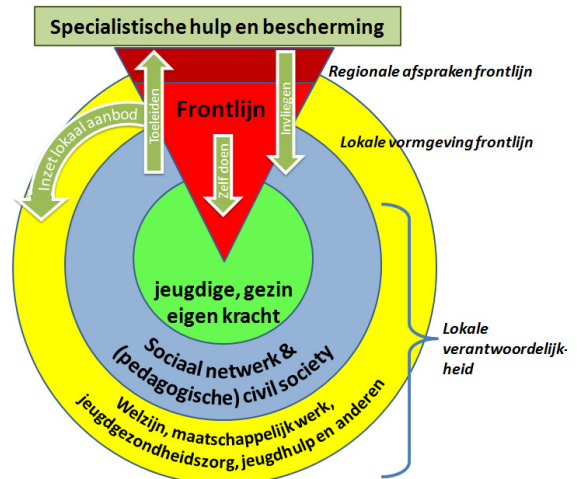 Specialistische hulp en bescherming
Regionale afspraken frontlijn
Frontlijn
Lokale vormgeving frontlijn
Toeleiden
Invliegen
Inzet lokaal aanbod
Zelf doen
jeugdige, gezin
eigen kracht
Sociaal netwerk &
(pedagogische) civil society
Lokale
verantwoordelijk-
heid
Welzijn, maatschappelijk werk,
jeugdgezondheidszorg, jeugdhulp en anderen